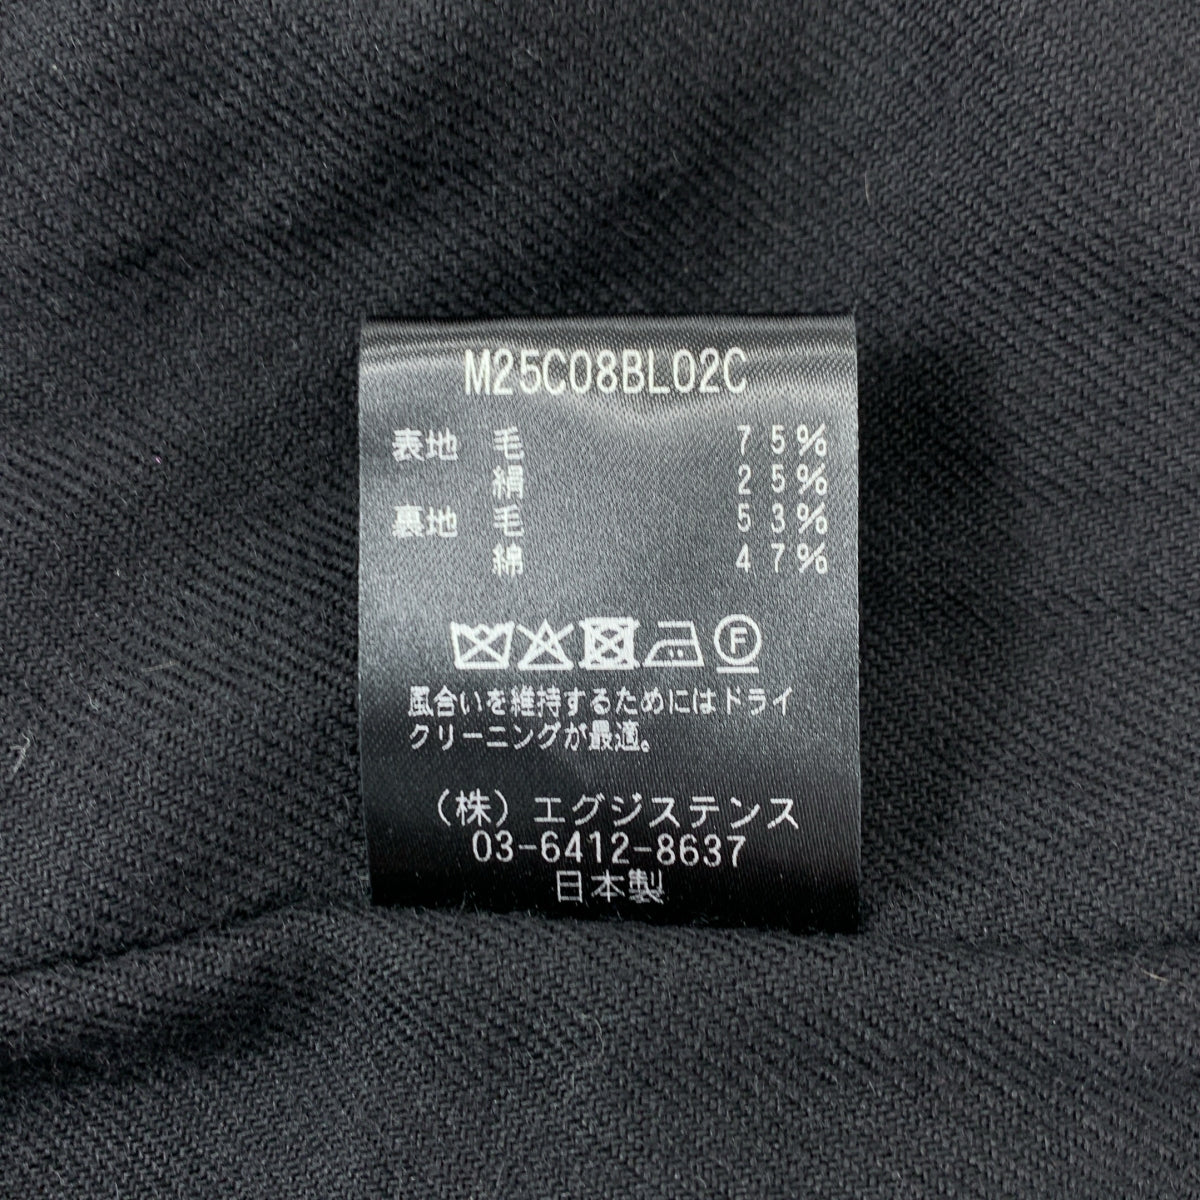 M25C08BL02C
表地 毛 75%
絹 25%
裏地 毛 53%
綿 47%
F
風合いを維持するためにはドライ
クリーニングが最適。
（株）エグジステンス
03-6412-8637
日本製